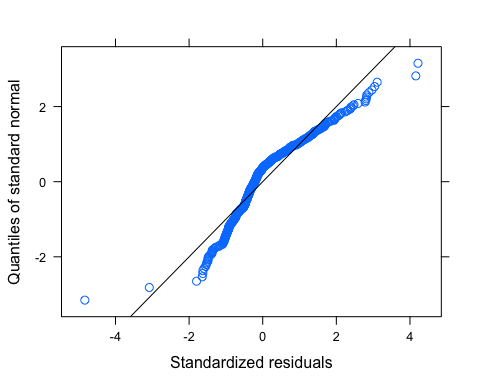 Quantiles of standard normal
2
0
-2
-4 -2 0 2 4
Standardized residuals